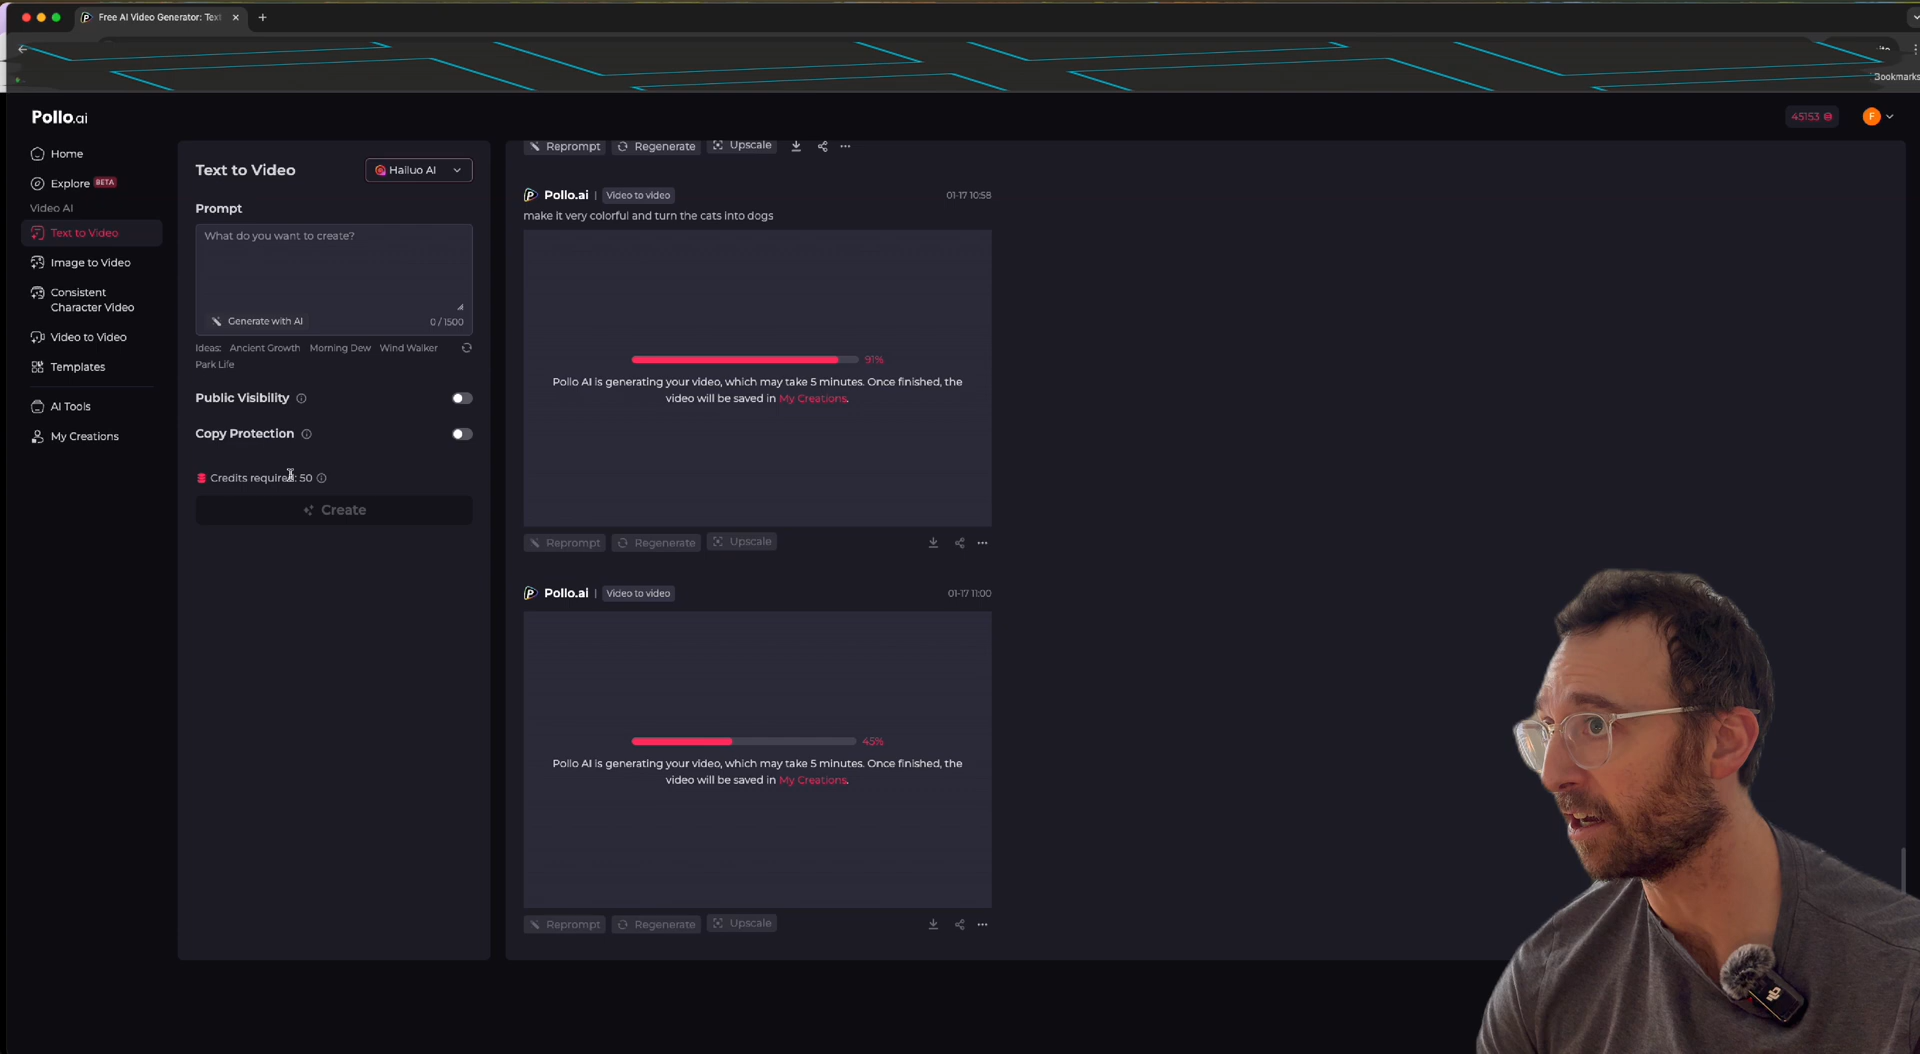 Free AI Video Generator: Text
Bookmarks
Pollo.ai
45153
F
Home
Explore BETA
Video AI
Text to Video
Image to Video
Consistent
Character Video
Video to Video
Templates
AI Tools
My Creations
Text to Video
Hailuo AI
Prompt
What do you want to create?
Generate with AI
0 / 1500
Ideas: Ancient Growth Morning Dew Wind Walker
Park Life
Public Visibility
Copy Protection
Credits required: 50
Create
Reprompt Regenerate Upscale
Pollo.ai | Video to video 01-17 10:58
make it very colorful and turn the cats into dogs
91%
Pollo AI is generating your video, which may take 5 minutes. Once finished, the
video will be saved in My Creations.
Reprompt Regenerate Upscale
Pollo.ai | Video to video 01-17 11:00
45%
Pollo AI is generating your video, which may take 5 minutes. Once finished, the
video will be saved in My Creations.
Reprompt Regenerate Upscale